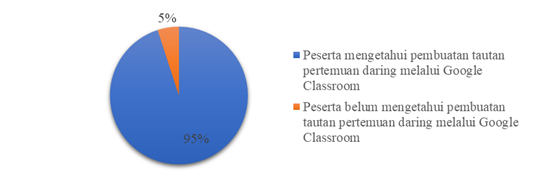 5%
95%
Peserta mengetahui pembuatan tautan
pertemuan daring melalui Google
Classroom
Peserta belum mengetahui pembuatan
tautan pertemuan daring melalui Google
Classroom